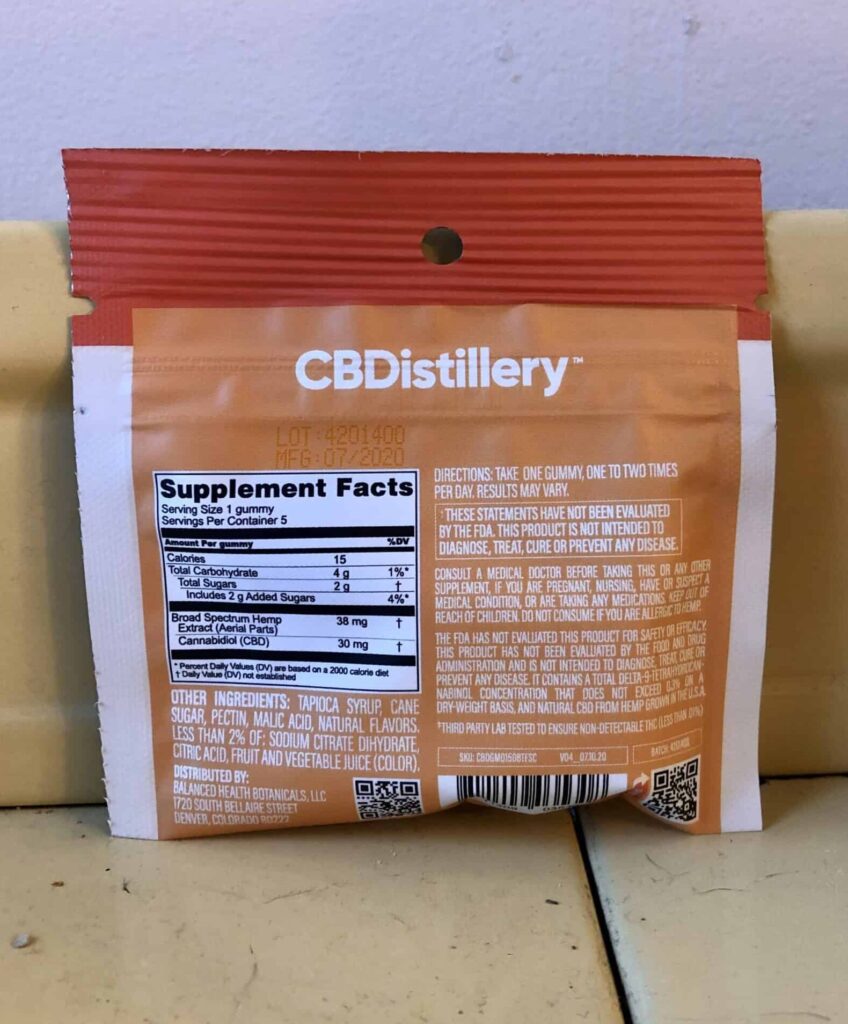 CBDistillery™
LOT:4201400
MFG:07/2020
Supplement Facts
Serving Size 1 gummy
Servings Per Container 5
Amount Per gummy %DV
Calories 15
Total Carbohydrate 4 g 1%*
Total Sugars 2 g †
Includes 2 g Added Sugars 4%*
Broad Spectrum Hemp 38 mg †
Extract (Aerial Parts)
Cannabidiol (CBD) 30 mg †
* Percent Daily Values (DV) are based on a 2000 calorie diet
† Daily Value (DV) not established
OTHER INGREDIENTS: TAPIOCA SYRUP, CANE
SUGAR, PECTIN, MALIC ACID, NATURAL FLAVORS.
LESS THAN 2% OF: SODIUM CITRATE DIHYDRATE,
CITRIC ACID, FRUIT AND VEGETABLE JUICE (COLOR).
DISTRIBUTED BY:
BALANCED HEALTH BOTANICALS, LLC
1720 SOUTH BELLAIRE STREET
DENVER, COLORADO 80222
DIRECTIONS: TAKE ONE GUMMY, ONE TO TWO TIMES
PER DAY. RESULTS MAY VARY.
*THESE STATEMENTS HAVE NOT BEEN EVALUATED
BY THE FDA. THIS PRODUCT IS NOT INTENDED TO
DIAGNOSE, TREAT, CURE OR PREVENT ANY DISEASE.
CONSULT A MEDICAL DOCTOR BEFORE TAKING THIS OR ANY OTHER
SUPPLEMENT, IF YOU ARE PREGNANT, NURSING, HAVE OR SUSPECT A
MEDICAL CONDITION, OR ARE TAKING ANY MEDICATIONS. KEEP OUT OF
REACH OF CHILDREN. DO NOT CONSUME IF YOU ARE ALLERGIC TO HEMP.
THE FDA HAS NOT EVALUATED THIS PRODUCT FOR SAFETY OR EFFICACY.
THIS PRODUCT HAS NOT BEEN EVALUATED BY THE FOOD AND DRUG
ADMINISTRATION AND IS NOT INTENDED TO DIAGNOSE, TREAT, CURE OR
PREVENT ANY DISEASE. IT CONTAINS A TOTAL DELTA-9-TETRAHYDROCAN-
NABINOL CONCENTRATION THAT DOES NOT EXCEED 0.3% ON A
DRY-WEIGHT BASIS, AND NATURAL CBD FROM HEMP GROWN IN THE U.S.A.
*THIRD PARTY LAB TESTED TO ENSURE NON-DETECTABLE THC (LESS THAN .01%)
V04_0730.20
BATCH: 4201400